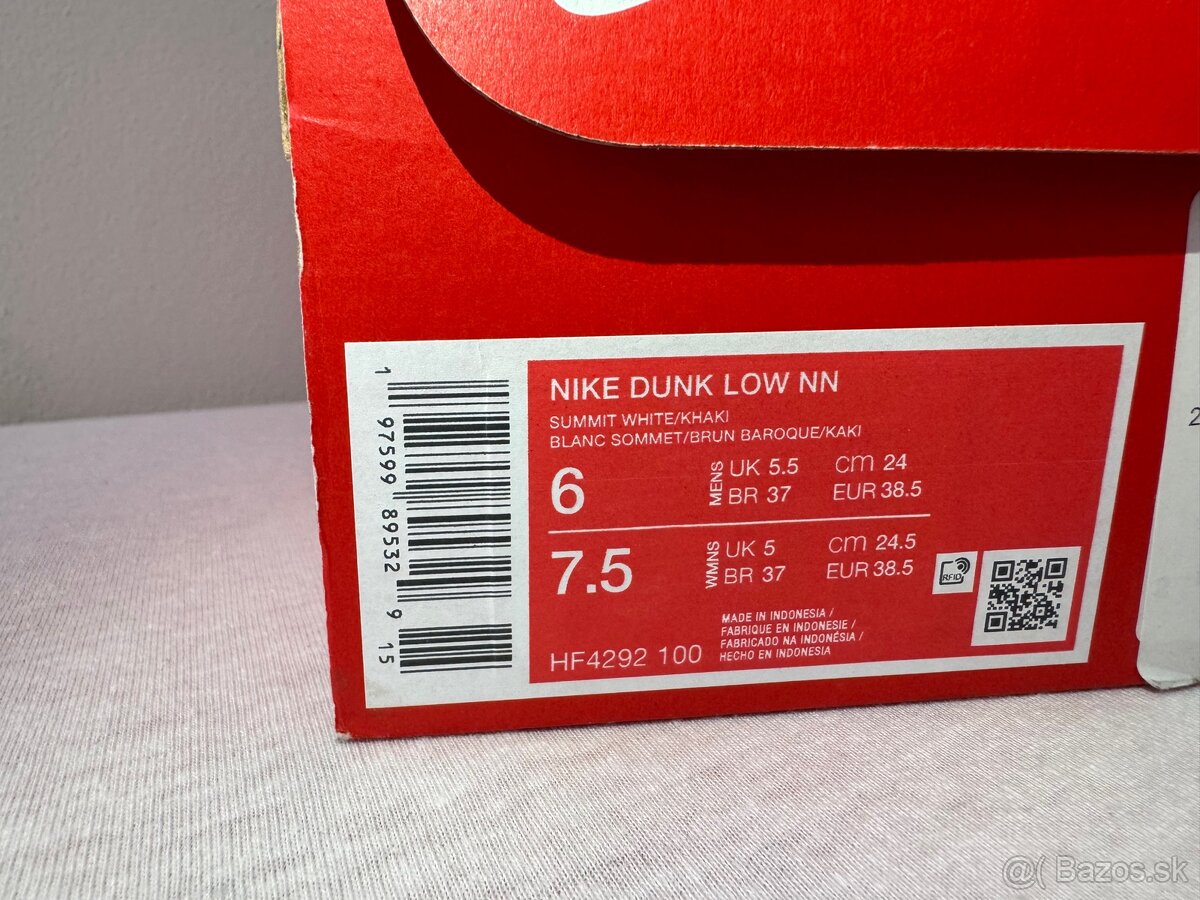 NIKE DUNK LOW NN
SUMMIT WHITE/KHAKI
BLANC SOMMET/BRUN BAROQUE/KAKI
6 MENS UK 5.5 cm 24
BR 37 EUR 38.5
7.5 WMNS UK 5 cm 24.5
BR 37 EUR 38.5
RFID
HF4292 100
MADE IN INDONESIA /
FABRIQUE EN INDONESIE /
FABRICADO NA INDONÉSIA /
HECHO EN INDONESIA
1 97599 89532 9 15
2
@( Bazos.sk